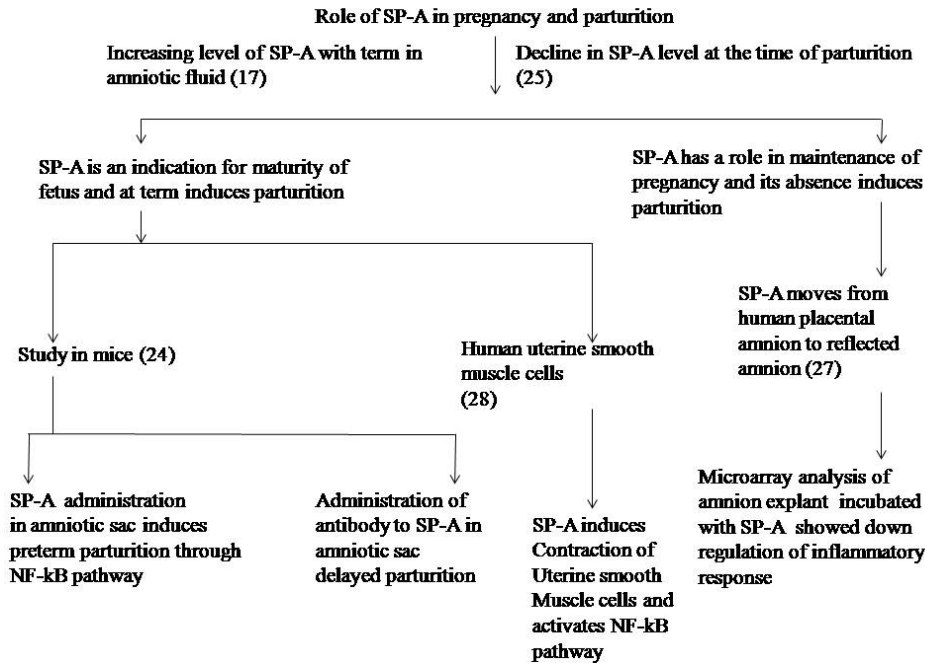 Role of SP-A in pregnancy and parturition
Increasing level of SP-A with term in
amniotic fluid (17)
Decline in SP-A level at the time of parturition
(25)
SP-A is an indication for maturity of
fetus and at term induces parturition
SP-A has a role in maintenance of
pregnancy and its absence induces
parturition
Study in mice (24)
Human uterine smooth
muscle cells
(28)
SP-A moves from
human placental
amnion to reflected
amnion (27)
SP-A administration
in amniotic sac induces
preterm parturition through
NF-kB pathway
Administration of
antibody to SP-A in
amniotic sac
delayed parturition
SP-A induces
Contraction of
Uterine smooth
Muscle cells and
activates NF-kB
pathway
Microarray analysis of
amnion explant incubated
with SP-A showed down
regulation of inflammatory
response